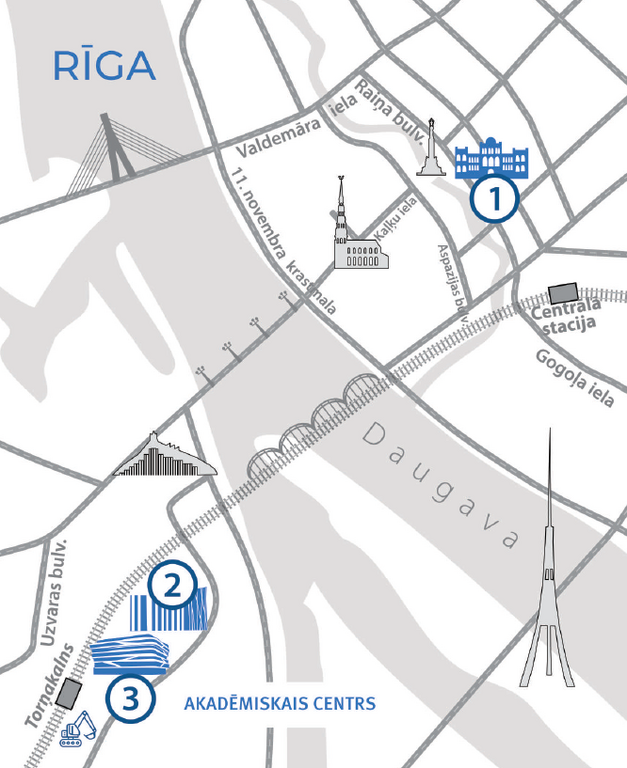 RĪGA
Valdemāra iela
Raiņa bulv.
1
11. novembra krastmala
Kaļķu iela
Aspazijas bulv.
Centrālā
stacija
Gogoļa iela
Daugava
2
Uzvaras bulv.
Torņakalns
3
AKADĒMISKAIS CENTRS